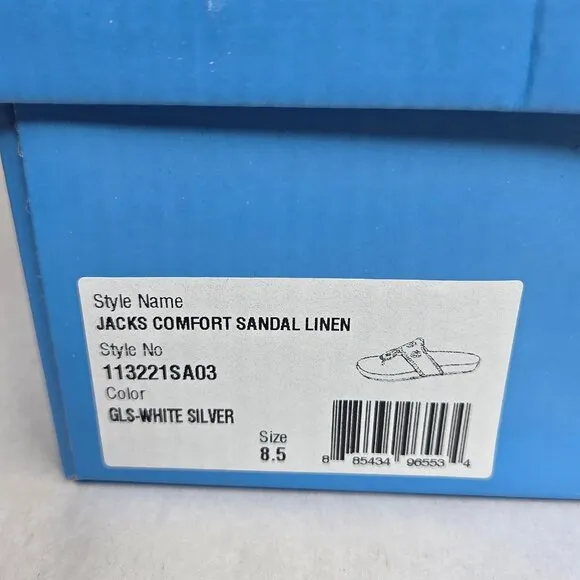 Style Name
JACKS COMFORT SANDAL LINEN
Style No
113221SA03
Color
GLS-WHITE SILVER
Size
8.5
8 85434 96553 4